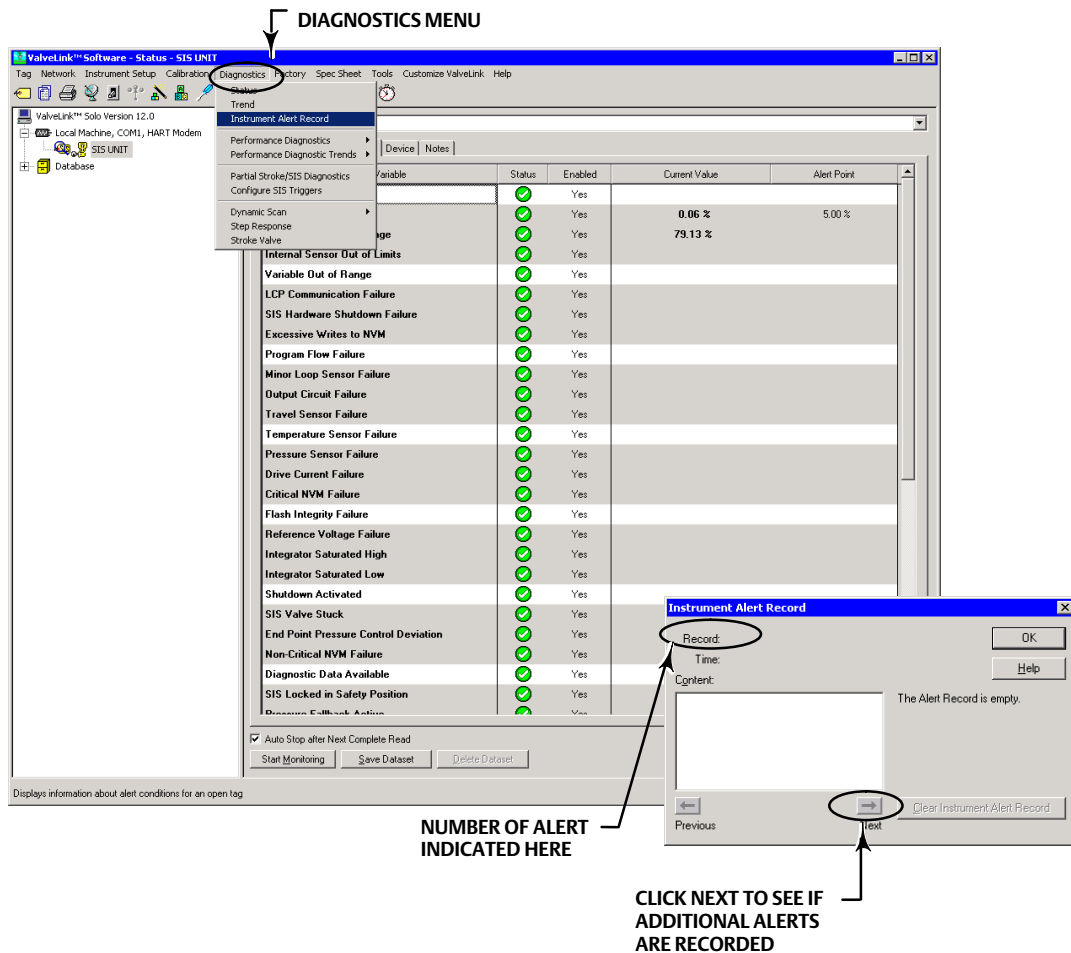 DIAGNOSTICS MENU
ValveLink™ Software - Status - SIS UNIT
Tag Network Instrument Setup Calibration Diagnostics Factory Spec Sheet Tools Customize ValveLink Help
Status
Trend
Instrument Alert Record
Performance Diagnostics
Performance Diagnostic Trends
Partial Stroke/SIS Diagnostics
Configure SIS Triggers
Dynamic Scan
Step Response
Stroke Valve
ValveLink™ Solo Version 12.0
Local Machine, COM1, HART Modem
SIS UNIT
Database
Device Notes
Variable Status Enabled Current Value Alert Point
Yes
Yes 0.06 % 5.00 %
Yes 79.13 %
Internal Sensor Out of Limits Yes
Variable Out of Range Yes
LCP Communication Failure Yes
SIS Hardware Shutdown Failure Yes
Excessive Writes to NVM Yes
Program Flow Failure Yes
Minor Loop Sensor Failure Yes
Output Circuit Failure Yes
Travel Sensor Failure Yes
Temperature Sensor Failure Yes
Pressure Sensor Failure Yes
Drive Current Failure Yes
Critical NVM Failure Yes
Flash Integrity Failure Yes
Reference Voltage Failure Yes
Integrator Saturated High Yes
Integrator Saturated Low Yes
Shutdown Activated Yes
SIS Valve Stuck Yes
End Point Pressure Control Deviation Yes
Non-Critical NVM Failure Yes
Diagnostic Data Available Yes
SIS Locked in Safety Position Yes
Pressure Fallback Active Yes
Auto Stop after Next Complete Read
Start Monitoring Save Dataset Delete Dataset
Displays information about alert conditions for an open tag
Instrument Alert Record
Record:
OK
Time:
Help
Content:
The Alert Record is empty.
Clear Instrument Alert Record
Previous Next
NUMBER OF ALERT
INDICATED HERE
CLICK NEXT TO SEE IF
ADDITIONAL ALERTS
ARE RECORDED